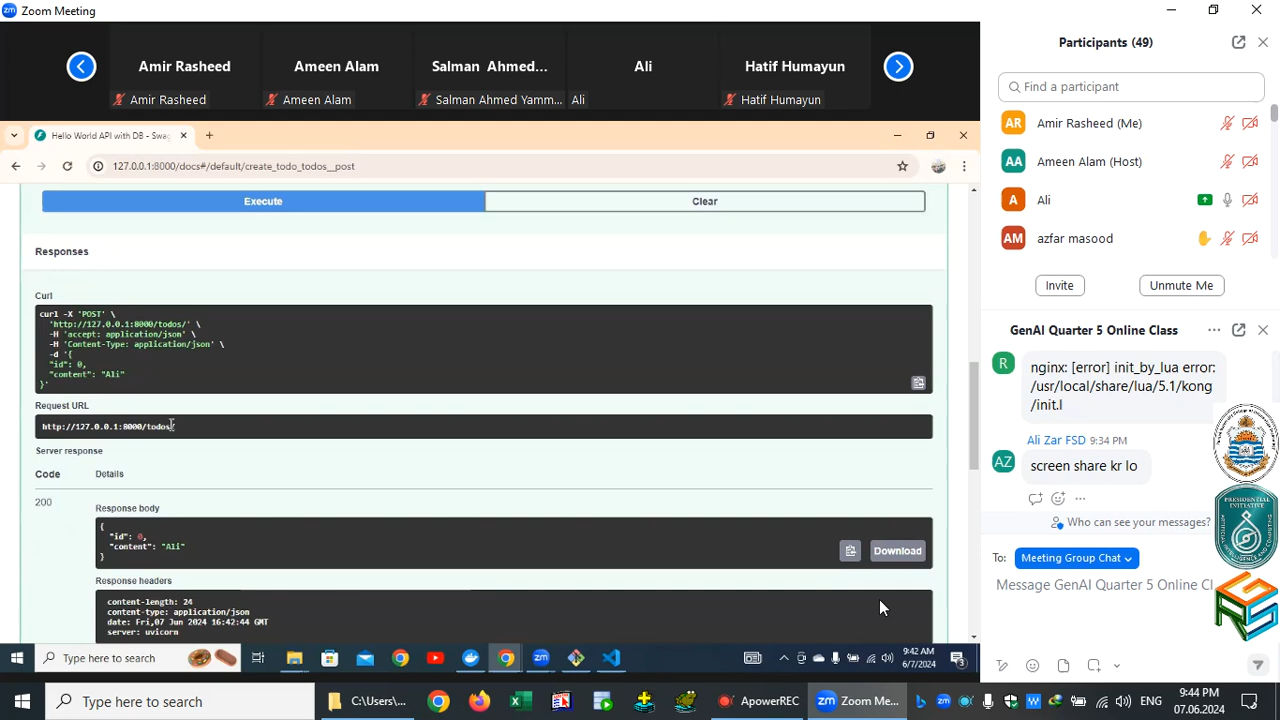 Zoom Meeting
Amir Rasheed
Ameen Alam
Salman Ahmed...
Ali
Hatif Humayun
Amir Rasheed
Ameen Alam
Salman Ahmed Yamm...
Ali
Hatif Humayun
Participants (49)
Find a participant
AR Amir Rasheed (Me)
AA Ameen Alam (Host)
A Ali
AM azfar masood
Invite
Unmute Me
Hello World API with DB - Swag
127.0.0.1:8000/docs#/default/create_todo_todos__post
Execute
Clear
Responses
Curl
curl -X 'POST' \
'http://127.0.0.1:8000/todos/' \
-H 'accept: application/json' \
-H 'Content-Type: application/json' \
-d '{
"id": 0,
"content": "Ali"
}'
Request URL
http://127.0.0.1:8000/todos/
Server response
Code
Details
200
Response body
{
"id": 0,
"content": "Ali"
}
Download
Response headers
content-length: 24
content-type: application/json
date: Fri,07 Jun 2024 16:42:44 GMT
server: uvicorn
GenAI Quarter 5 Online Class
R
nginx: [error] init_by_lua error:
/usr/local/share/lua/5.1/kong
/init.l
Ali Zar FSD 9:34 PM
AZ screen share kr lo
Who can see your messages?
To: Meeting Group Chat
Message GenAI Quarter 5 Online Cl
Type here to search
9:42 AM
6/7/2024
Type here to search
C:\Users\...
ApowerREC
Zoom Me...
ENG
9:44 PM
07.06.2024